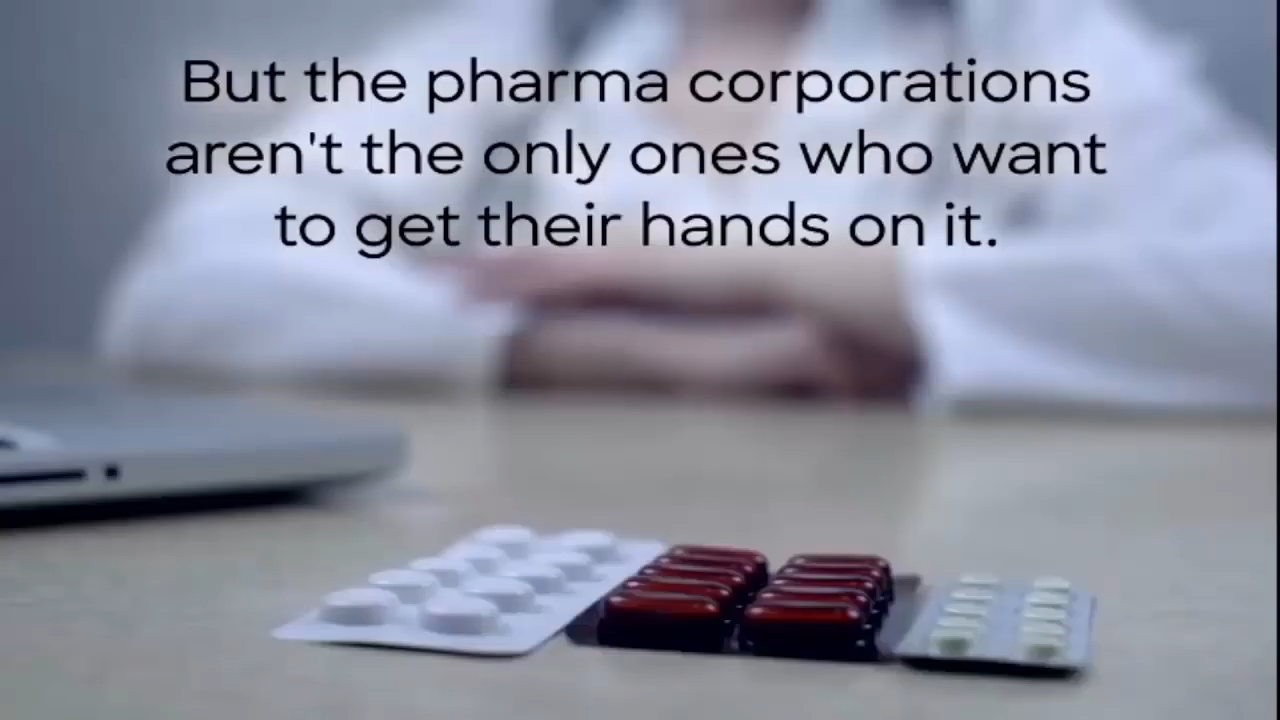 But the pharma corporations
aren't the only ones who want
to get their hands on it.